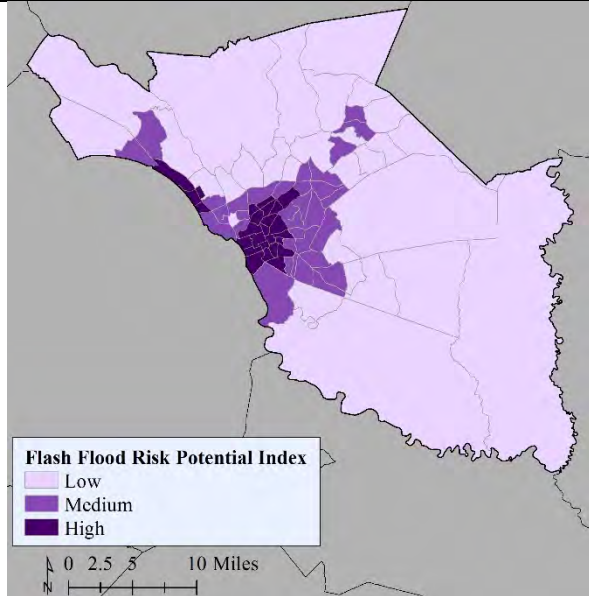 Flash Flood Risk Potential Index
Low
Medium
High
0 2.5 5 10 Miles
N